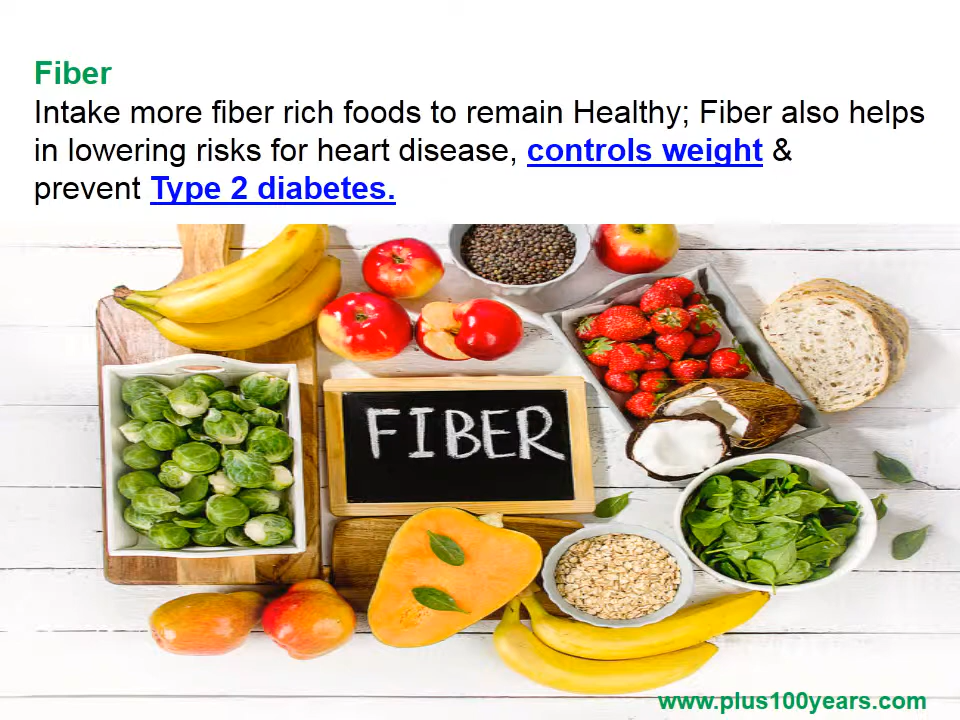 Fiber
Intake more fiber rich foods to remain Healthy; Fiber also helps
in lowering risks for heart disease, controls weight &
prevent Type 2 diabetes.
FIBER
www.plus100years.com